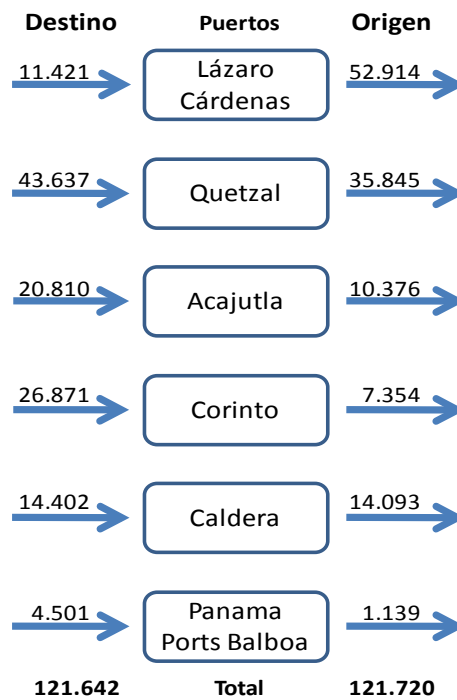 Destino Puertos Origen
11.421 Lázaro Cárdenas 52.914
43.637 Quetzal 35.845
20.810 Acajutla 10.376
26.871 Corinto 7.354
14.402 Caldera 14.093
4.501 Panama Ports Balboa 1.139
121.642 Total 121.720